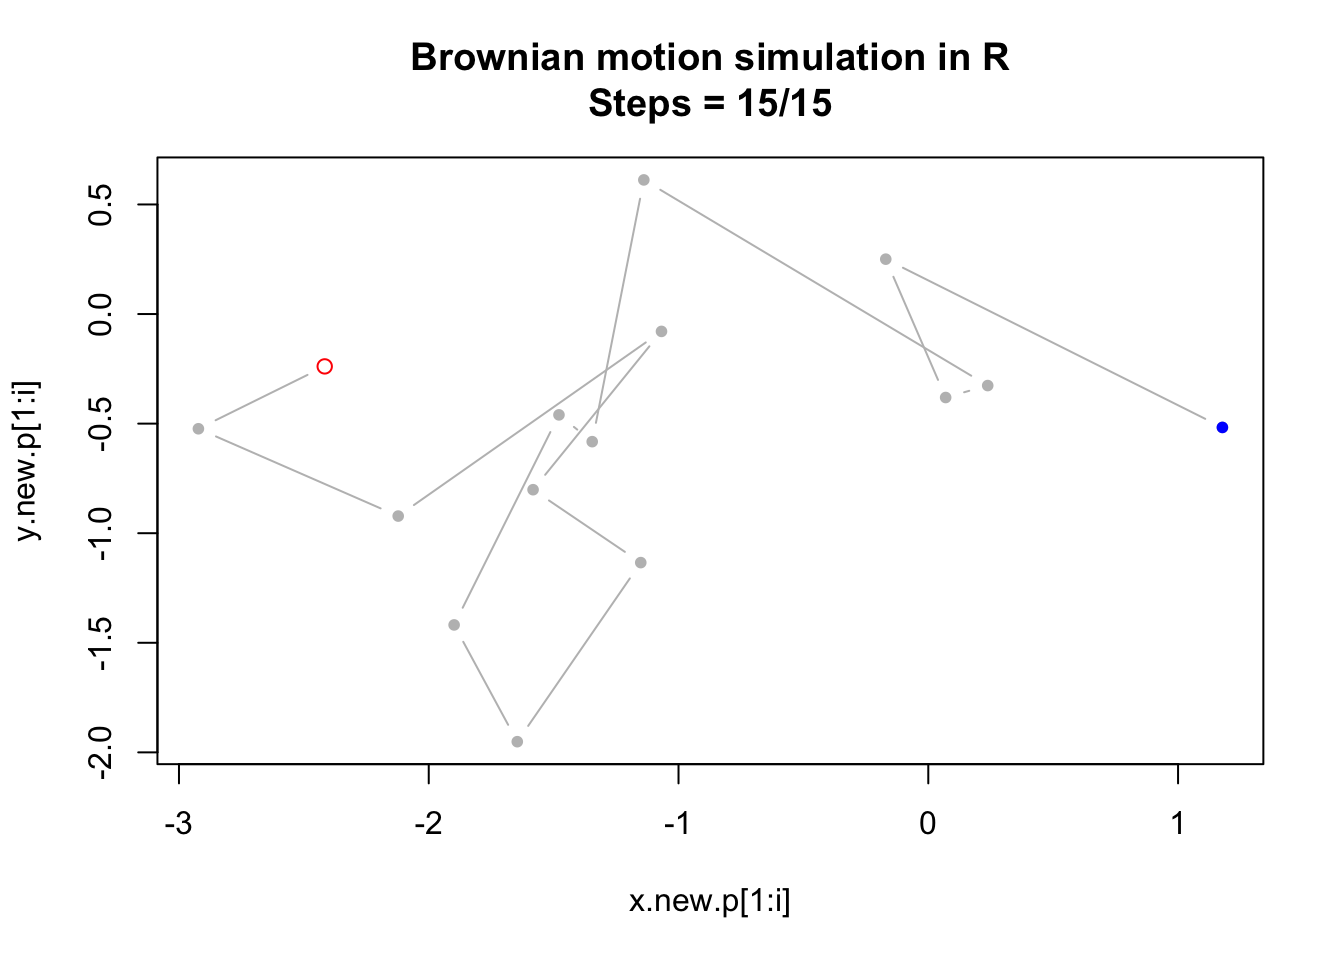 Brownian motion simulation in R
Steps = 15/15
0.5
0.0
-0.5
-1.0
-1.5
-2.0
y.new.p[1:i]
-3 -2 -1 0 1
x.new.p[1:i]